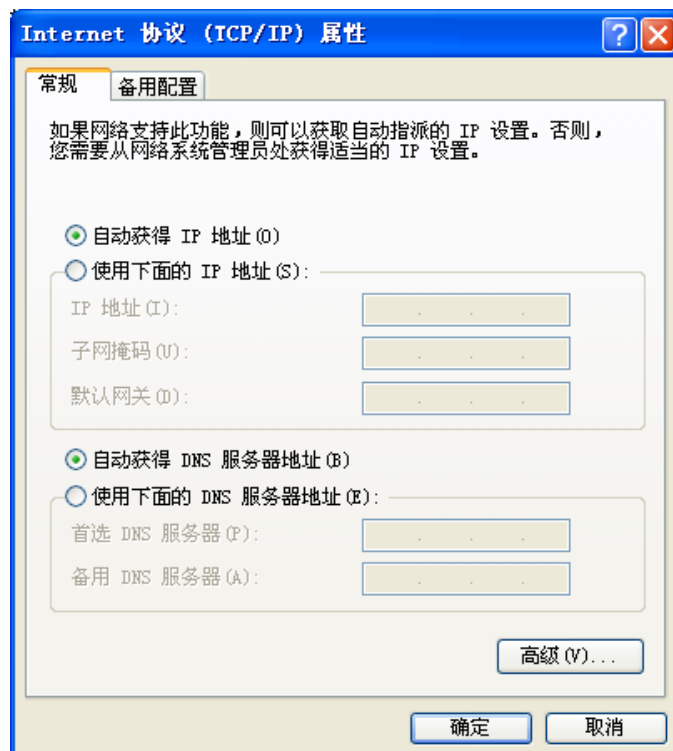 Internet 协议 (TCP/IP) 属性
常规 备用配置
如果网络支持此功能，则可以获取自动指派的 IP 设置。否则，
您需要从网络系统管理员处获得适当的 IP 设置。
自动获得 IP 地址(O)
使用下面的 IP 地址(S):
IP 地址(I):
子网掩码(U):
默认网关(D):
自动获得 DNS 服务器地址(B)
使用下面的 DNS 服务器地址(E):
首选 DNS 服务器(P):
备用 DNS 服务器(A):
高级(V)...
确定 取消